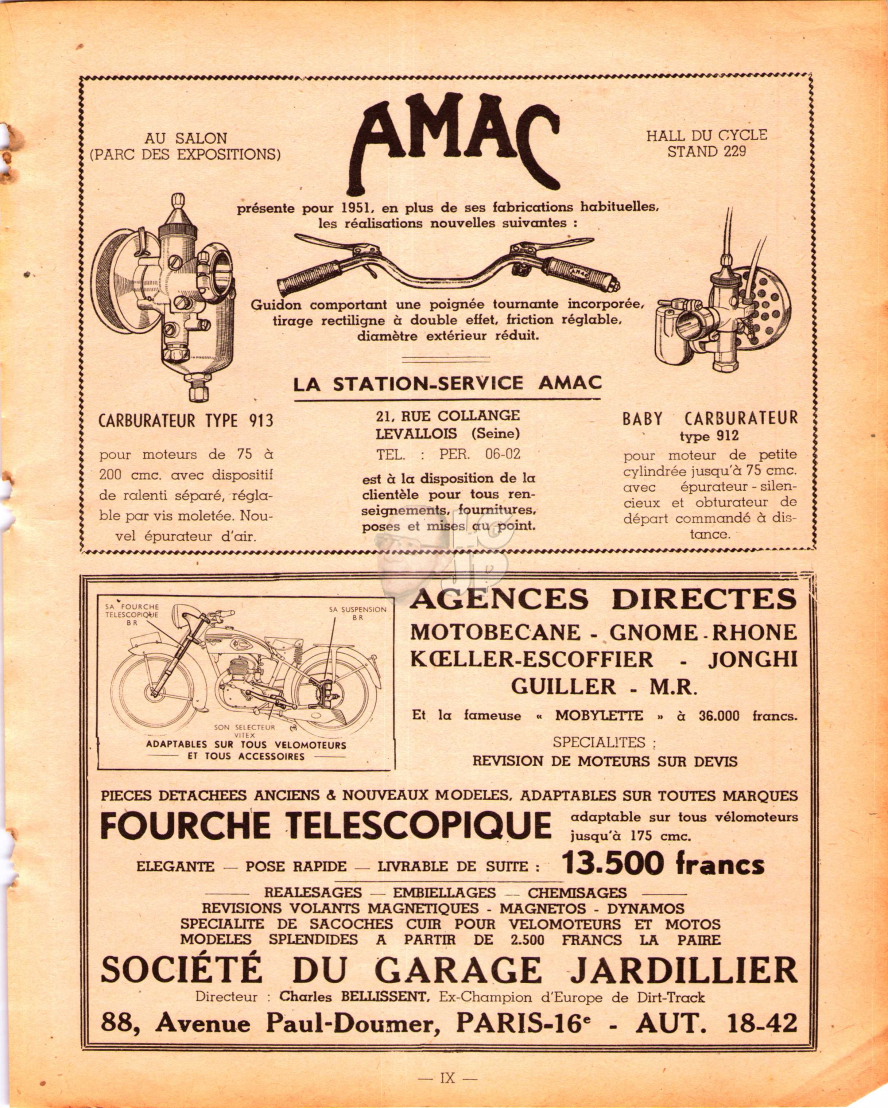 AMAC
AU SALON
(PARC DES EXPOSITIONS)
HALL DU CYCLE
STAND 229
présente pour 1951, en plus de ses fabrications habituelles,
les réalisations nouvelles suivantes :
AMAC
Guidon comportant une poignée tournante incorporée,
tirage rectiligne à double effet, friction réglable,
diamètre extérieur réduit.
LA STATION-SERVICE AMAC
21, RUE COLLANGE
LEVALLOIS (Seine)
TEL. : PER. 06-02
est à la disposition de la
clientèle pour tous ren-
seignements, fournitures,
poses et mises au point.
CARBURATEUR TYPE 913
pour moteurs de 75 à
200 cmc. avec dispositif
de ralenti séparé, régla-
ble par vis moletée. Nou-
vel épurateur d'air.
BABY CARBURATEUR
type 912
pour moteur de petite
cylindrée jusqu'à 75 cmc.
avec épurateur - silen-
cieux et obturateur de
départ commandé à dis-
tance.
LC
JP
SA FOURCHE
TELESCOPIQUE
B R
SA SUSPENSION
B R
SON SELECTEUR
VITEX
ADAPTABLES SUR TOUS VELOMOTEURS
ET TOUS ACCESSOIRES
AGENCES DIRECTES
MOTOBECANE - GNOME-RHONE
KŒLLER-ESCOFFIER - JONGHI
GUILLER - M.R.
Et la fameuse « MOBYLETTE » à 36.000 francs.
SPECIALITES :
REVISION DE MOTEURS SUR DEVIS
PIECES DETACHEES ANCIENS & NOUVEAUX MODELES, ADAPTABLES SUR TOUTES MARQUES
FOURCHE TELESCOPIQUE
adaptable sur tous vélomoteurs
jusqu'à 175 cmc.
ELEGANTE — POSE RAPIDE — LIVRABLE DE SUITE : 13.500 francs
REALESAGES — EMBIELLAGES — CHEMISAGES
REVISIONS VOLANTS MAGNETIQUES - MAGNETOS - DYNAMOS
SPECIALITE DE SACOCHES CUIR POUR VELOMOTEURS ET MOTOS
MODELES SPLENDIDES A PARTIR DE 2.500 FRANCS LA PAIRE
SOCIÉTÉ DU GARAGE JARDILLIER
Directeur : Charles BELLISSENT, Ex-Champion d'Europe de Dirt-Track
88, Avenue Paul-Doumer, PARIS-16e - AUT. 18-42
— IX —